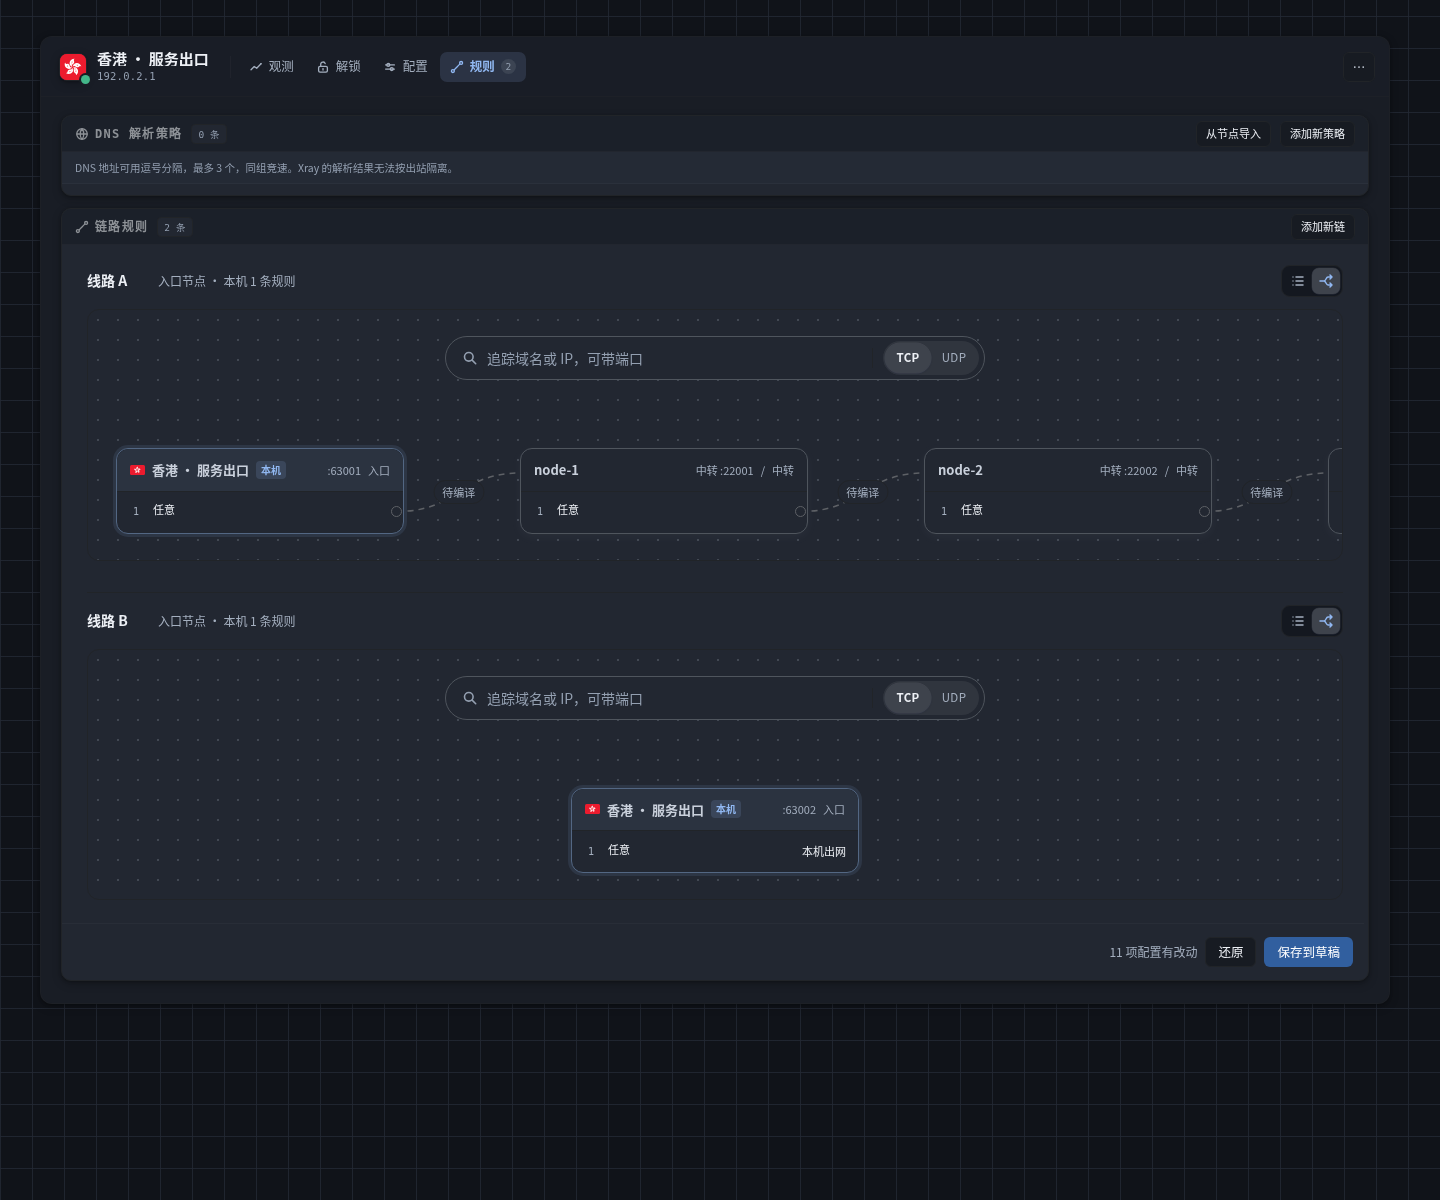 香港 · 服务出口
192.0.2.1
观测
解锁
配置
规则 2
···
DNS 解析策略 0 条
从节点导入
添加新策略
DNS 地址可用逗号分隔，最多 3 个，同组竞速。Xray 的解析结果无法按出站隔离。
链路规则 2 条
添加新链
线路 A
入口节点 · 本机 1 条规则
追踪域名或 IP，可带端口
TCP
UDP
香港 · 服务出口 本机 :63001 入口
1 任意
待编译
node-1 中转 :22001 / 中转
1 任意
待编译
node-2 中转 :22002 / 中转
1 任意
待编译
线路 B
入口节点 · 本机 1 条规则
追踪域名或 IP，可带端口
TCP
UDP
香港 · 服务出口 本机 :63002 入口
1 任意 本机出网
11 项配置有改动
还原
保存到草稿